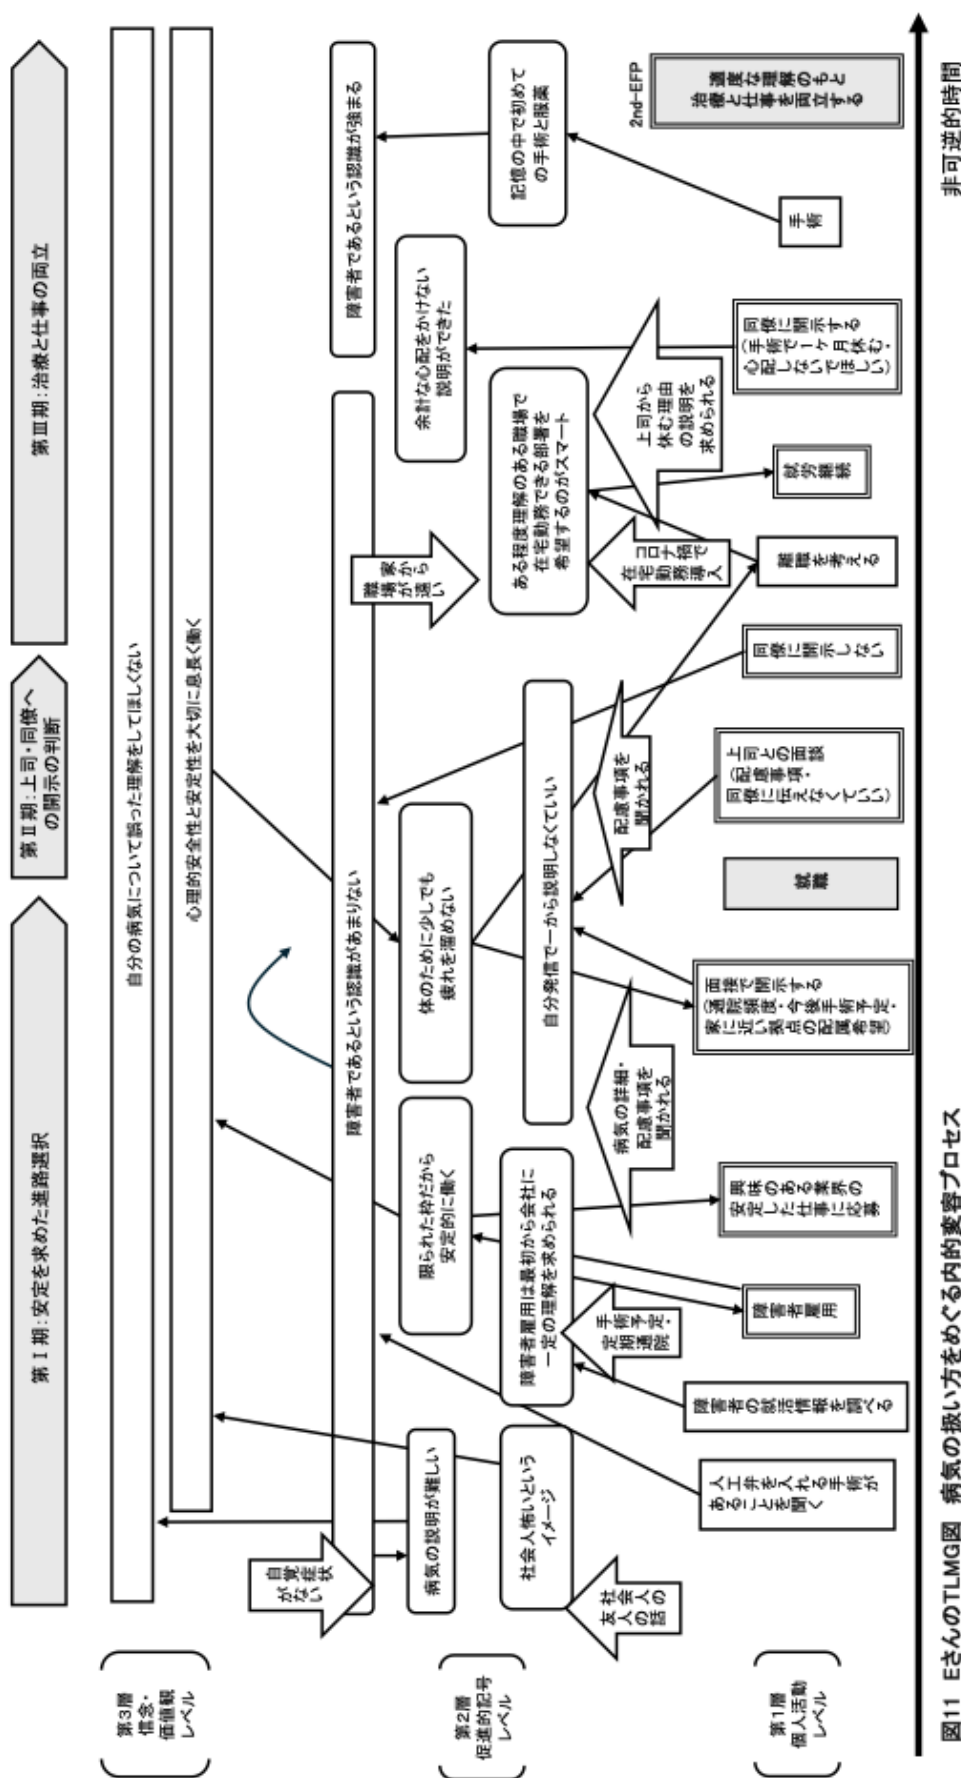 第Ⅰ期：安定を求めた進路選択
第Ⅱ期：上司・同僚へ
の開示の判断
第Ⅲ期：治療と仕事の両立
第3層
信念・
価値観
レベル
自分の病気について誤った理解をしてほしくない
心理的安全性と安定性を大切に息長く働く
第2層
促進的記号
レベル
自覚症状
がない
障害者であるという認識があまりない
障害者であるという認識が強まる
病気の説明が難しい
限られた枠だから
安定的に働く
体のために少しでも
疲れを溜めない
家から
職場が遠い
余計な心配をかけない
説明ができた
社会人怖いという
イメージ
障害者雇用は最初から会社に
一定の理解を求められる
自分発信で一から説明しなくていい
ある程度理解のある職場で
在宅勤務できる部署を
希望するのがスマート
記憶の中で初めて
の手術と服薬
社会人の
友人の話
手術予定・
定期通院
病気の詳細・
配慮事項を
聞かれる
配慮事項を
聞かれる
コロナ禍で
在宅勤務導入
上司から
休む理由
の説明を
求められる
2nd-EFP
適度な理解のもと
治療と仕事を両立する
第1層
個人活動
レベル
人工弁を入れる手術が
あることを聞く
障害者の就活情報を調べる
障害者雇用
興味のある業界の
安定した仕事に応募
面接で開示する
（通院頻度・今後手術予定・
家に近い拠点の配属希望）
就職
上司との面談
（配慮事項・
同僚に伝えなくていい）
同僚に開示しない
離職を考える
就労継続
同僚に開示する
（手術で1ヶ月休む・
心配しないでほしい）
手術
非可逆的時間
図11 EさんのTLMG図 病気の扱い方をめぐる内的変容プロセス